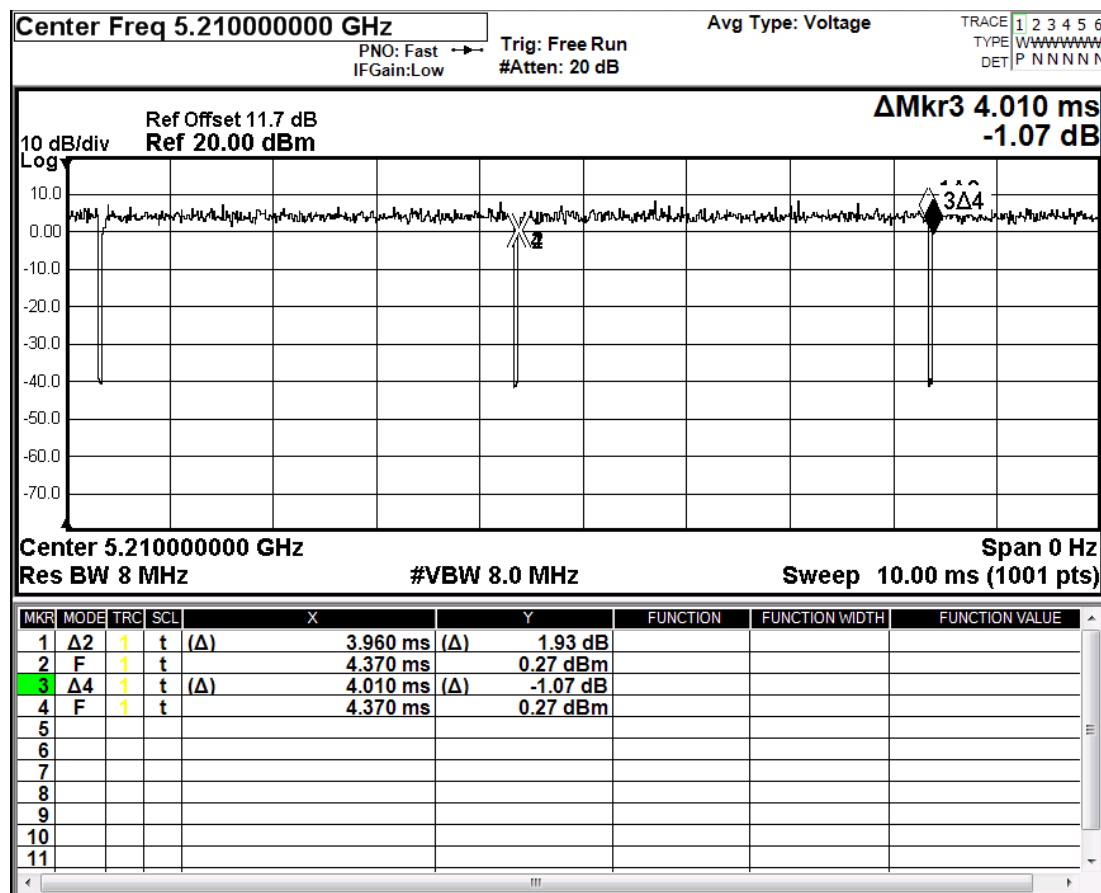 Center Freq 5.210000000 GHz
PNO: Fast
IFGain:Low
Trig: Free Run
#Atten: 20 dB
Avg Type: Voltage
TRACE 1 2 3 4 5 6
TYPE WWWWWW
DET P N N N N N
ΔMkr3 4.010 ms
-1.07 dB
Ref Offset 11.7 dB
10 dB/div Ref 20.00 dBm
Log
10.0
0.00
-10.0
-20.0
-30.0
-40.0
-50.0
-60.0
-70.0
3Δ4
Center 5.210000000 GHz Span 0 Hz
Res BW 8 MHz #VBW 8.0 MHz Sweep 10.00 ms (1001 pts)
MKR MODE TRC SCL X Y FUNCTION FUNCTION WIDTH FUNCTION VALUE
1 Δ2 1 t (Δ) 3.960 ms (Δ) 1.93 dB
2 F 1 t 4.370 ms 0.27 dBm
3 Δ4 1 t (Δ) 4.010 ms (Δ) -1.07 dB
4 F 1 t 4.370 ms 0.27 dBm
5
6
7
8
9
10
11